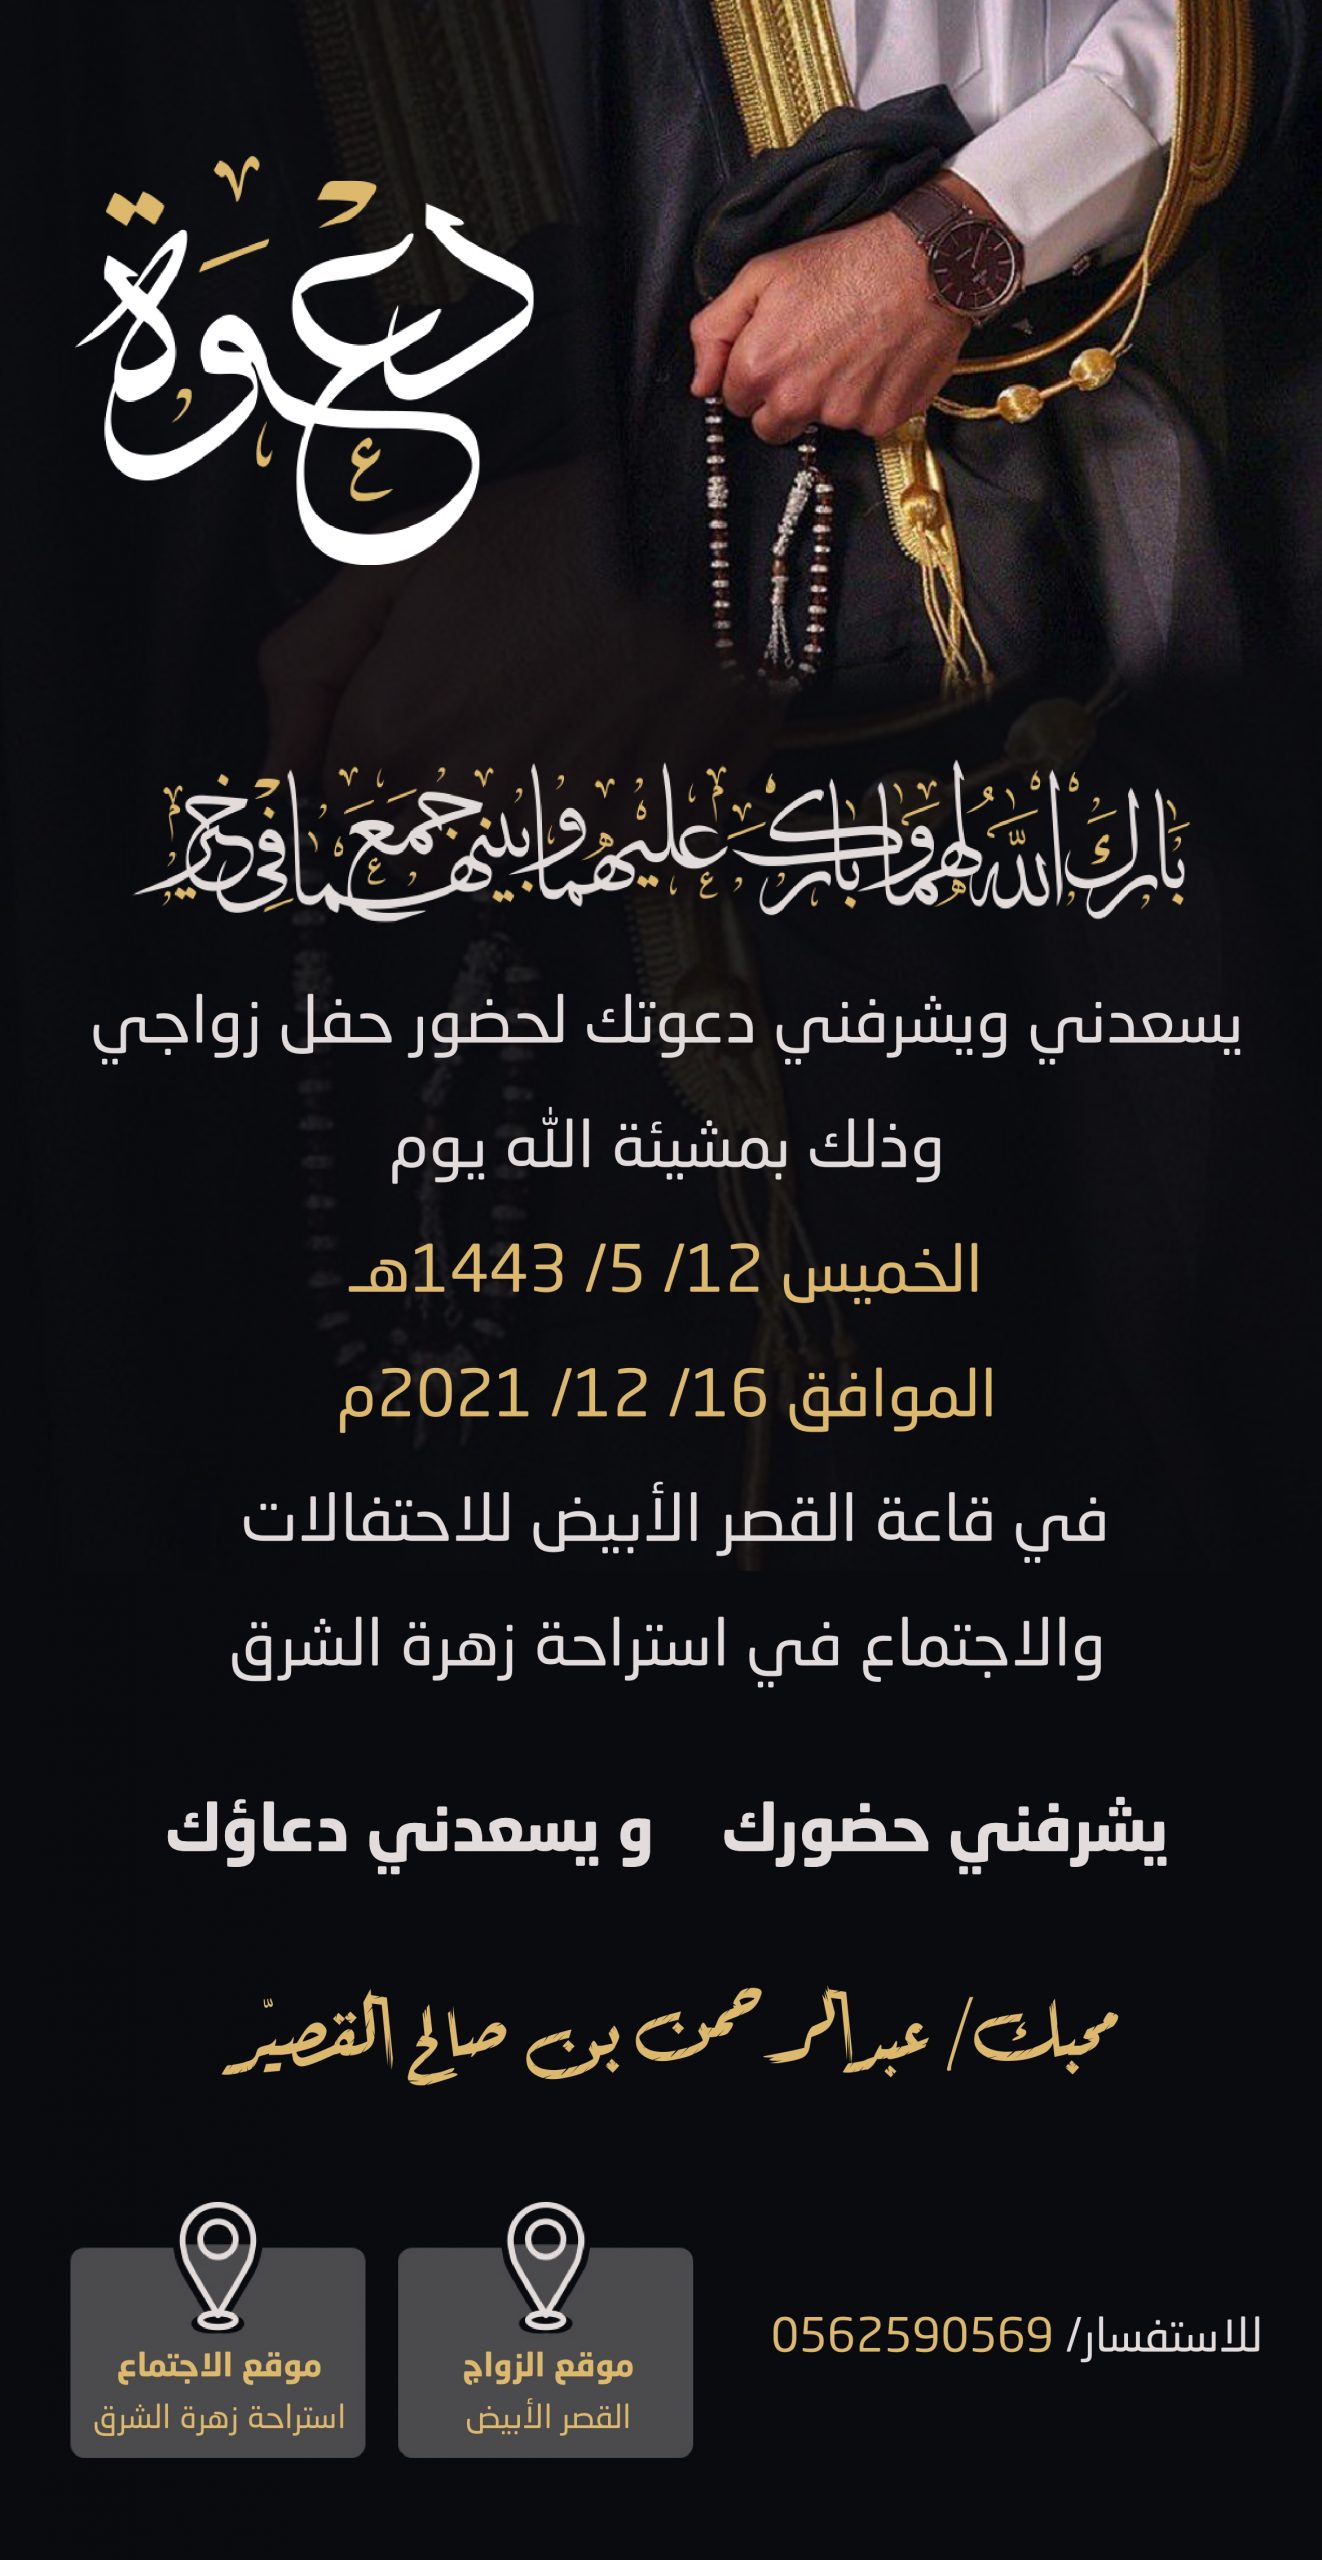 دعوة
بارك الله لهما وبارك عليهما وجمع بينهما في خير
يسعدني ويشرفني دعوتك لحضور حفل زواجي
وذلك بمشيئة الله يوم
الخميس 12/ 5/ 1443هـ
الموافق 16/ 12/ 2021م
في قاعة القصر الأبيض للاحتفالات
والاجتماع في استراحة زهرة الشرق
يشرفني حضورك و يسعدني دعاؤك
محبك/ عبدالرحمن بن صالح القصيّر
للاستفسار/ 0562590569
موقع الزواج
القصر الأبيض
موقع الاجتماع
استراحة زهرة الشرق